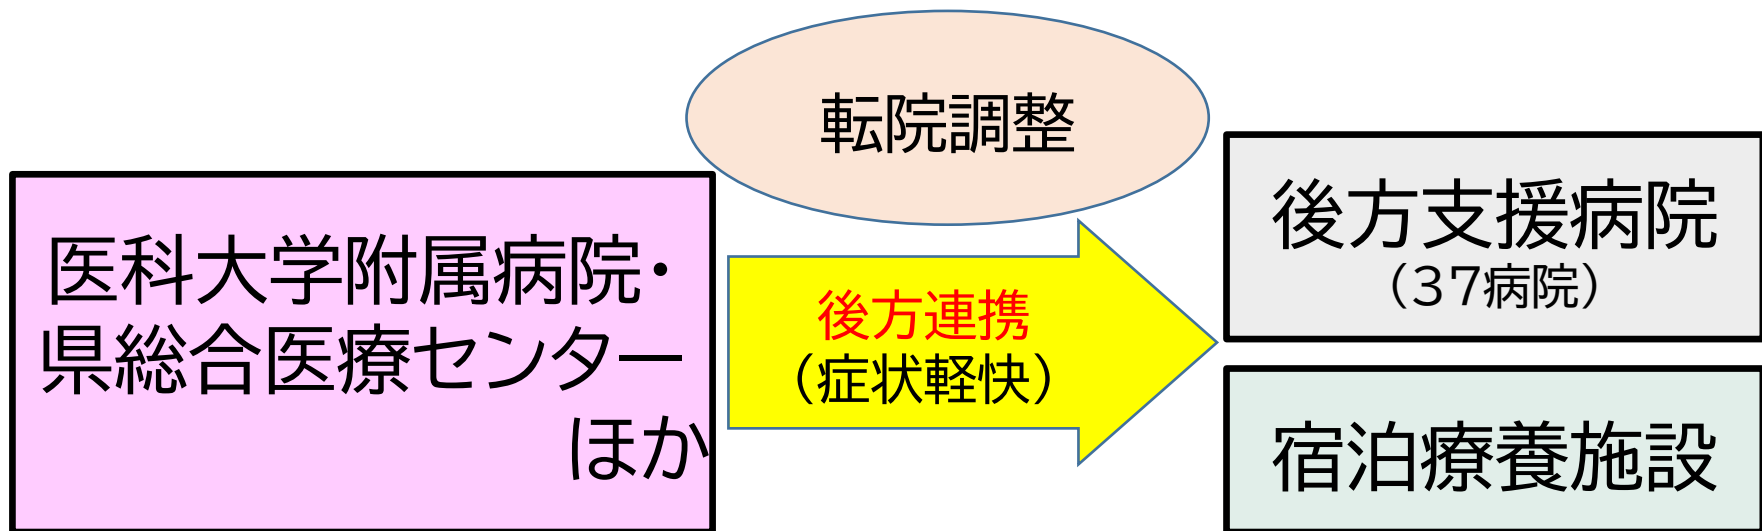 転院調整
医科大学附属病院・
県総合医療センター
ほか
後方連携
（症状軽快）
後方支援病院
（３７病院）
宿泊療養施設